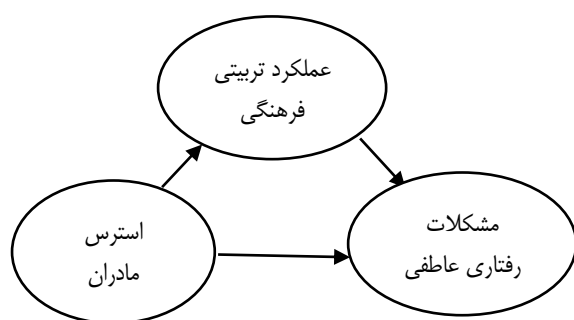 عملکرد تربیتی
فرهنگی
استرس
مادران
مشکلات
رفتاری عاطفی